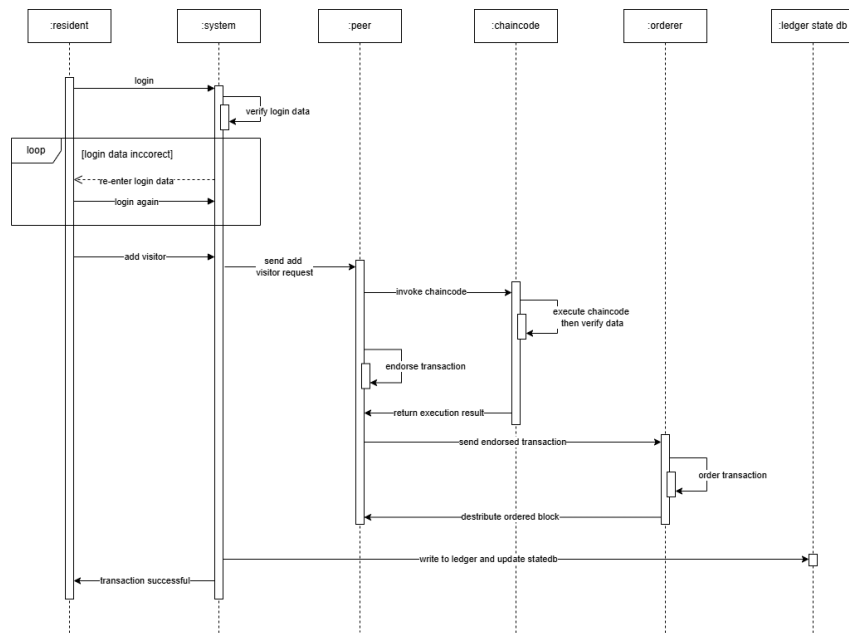 :resident
:system
:peer
:chaincode
:orderer
:ledger state db
login
verify login data
loop
[login data inccorect]
re-enter login data
login again
add visitor
send add
visitor request
invoke chaincode
execute chaincode
then verify data
endorse transaction
return execution result
send endorsed transaction
order transaction
destribute ordered block
write to ledger and update statedb
transaction successful